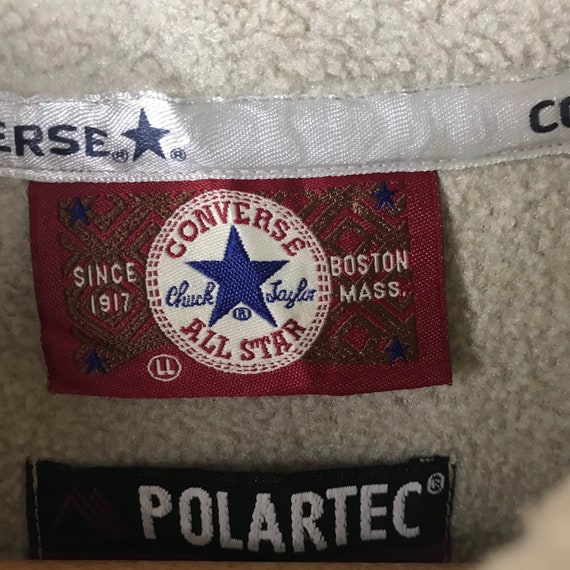 ERSE®★®
CO
CONVERSE
SINCE
1917
Chuck Taylor
®
ALL STAR
BOSTON
MASS.
LL
POLARTEC®